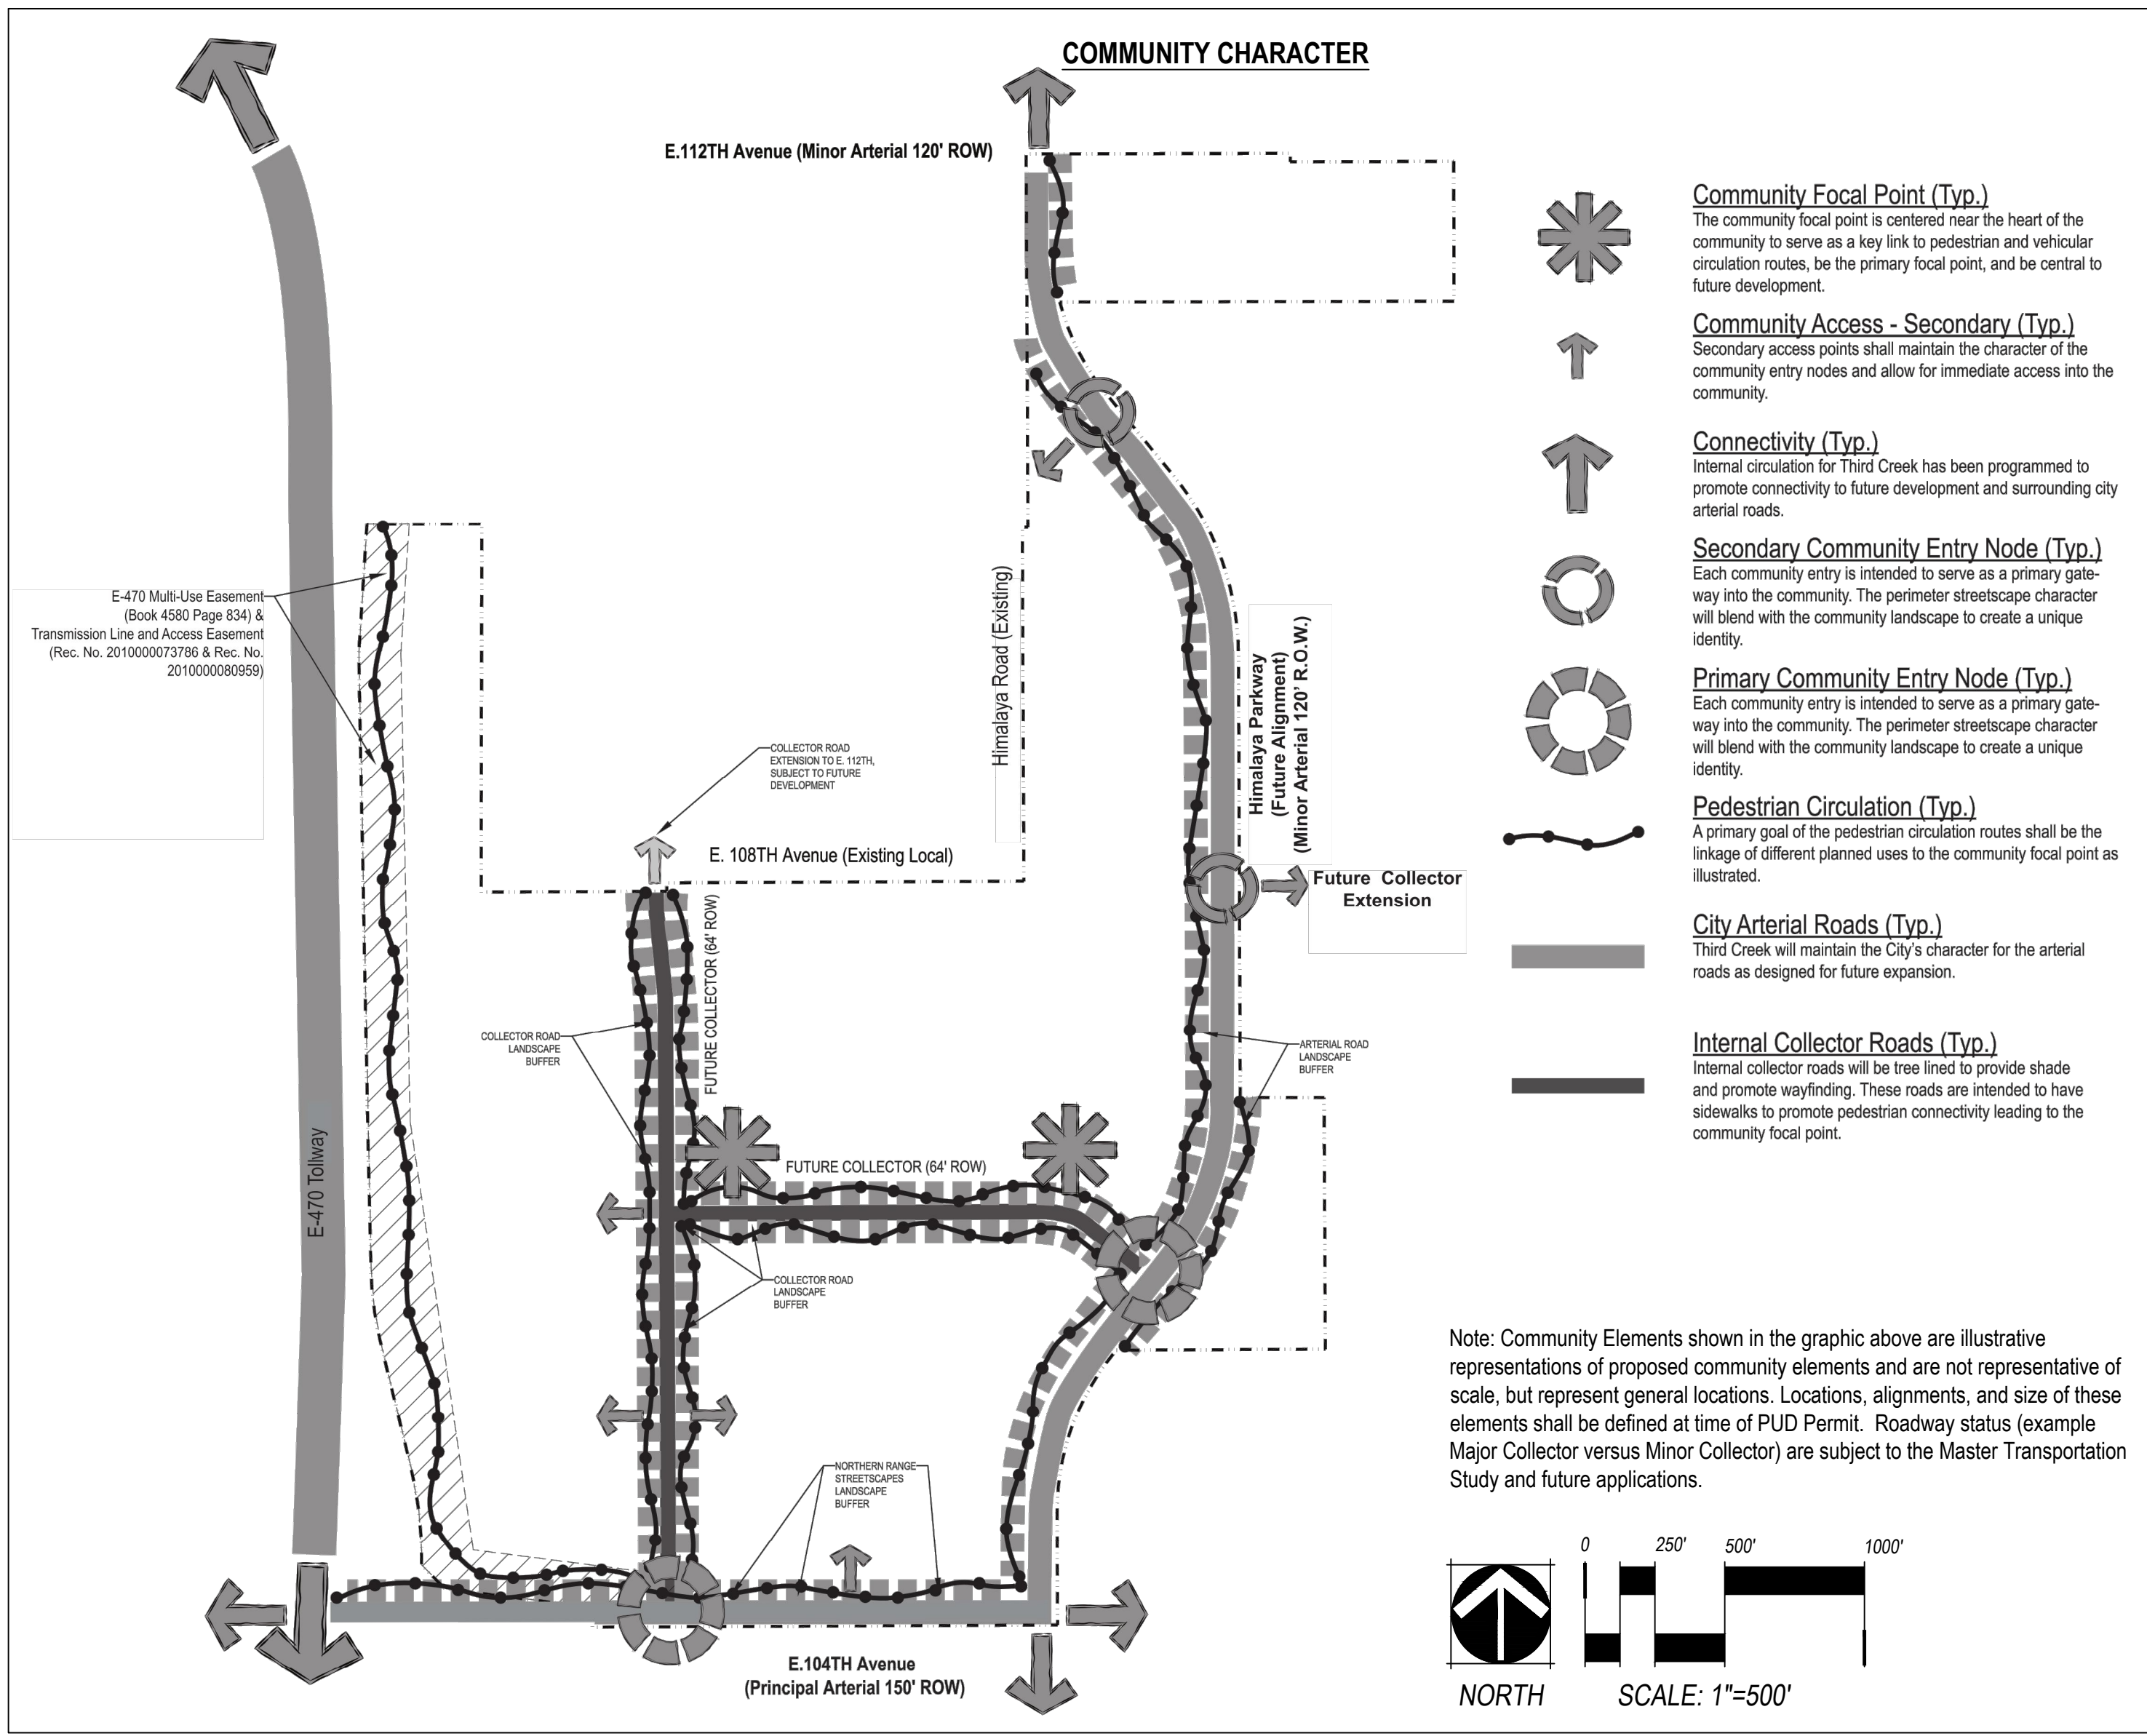 COMMUNITY CHARACTER
E.112TH Avenue (Minor Arterial 120' ROW)
E-470 Multi-Use Easement
(Book 4580 Page 834) &
Transmission Line and Access Easement
(Rec. No. 2010000073786 & Rec. No.
2010000080959)
Himalaya Road (Existing)
Himalaya Parkway
(Future Alignment)
(Minor Arterial 120' R.O.W.)
COLLECTOR ROAD
EXTENSION TO E. 112TH,
SUBJECT TO FUTURE
DEVELOPMENT
E. 108TH Avenue (Existing Local)
Future Collector
Extension
FUTURE COLLECTOR (64' ROW)
COLLECTOR ROAD
LANDSCAPE
BUFFER
ARTERIAL ROAD
LANDSCAPE
BUFFER
E-470 Tollway
FUTURE COLLECTOR (64' ROW)
COLLECTOR ROAD
LANDSCAPE
BUFFER
NORTHERN RANGE
STREETSCAPES
LANDSCAPE
BUFFER
E.104TH Avenue
(Principal Arterial 150' ROW)
Community Focal Point (Typ.)
The community focal point is centered near the heart of the
community to serve as a key link to pedestrian and vehicular
circulation routes, be the primary focal point, and be central to
future development.
Community Access - Secondary (Typ.)
Secondary access points shall maintain the character of the
community entry nodes and allow for immediate access into the
community.
Connectivity (Typ.)
Internal circulation for Third Creek has been programmed to
promote connectivity to future development and surrounding city
arterial roads.
Secondary Community Entry Node (Typ.)
Each community entry is intended to serve as a primary gate-
way into the community. The perimeter streetscape character
will blend with the community landscape to create a unique
identity.
Primary Community Entry Node (Typ.)
Each community entry is intended to serve as a primary gate-
way into the community. The perimeter streetscape character
will blend with the community landscape to create a unique
identity.
Pedestrian Circulation (Typ.)
A primary goal of the pedestrian circulation routes shall be the
linkage of different planned uses to the community focal point as
illustrated.
City Arterial Roads (Typ.)
Third Creek will maintain the City's character for the arterial
roads as designed for future expansion.
Internal Collector Roads (Typ.)
Internal collector roads will be tree lined to provide shade
and promote wayfinding. These roads are intended to have
sidewalks to promote pedestrian connectivity leading to the
community focal point.
Note: Community Elements shown in the graphic above are illustrative
representations of proposed community elements and are not representative of
scale, but represent general locations. Locations, alignments, and size of these
elements shall be defined at time of PUD Permit. Roadway status (example
Major Collector versus Minor Collector) are subject to the Master Transportation
Study and future applications.
0 250' 500' 1000'
NORTH
SCALE: 1"=500'